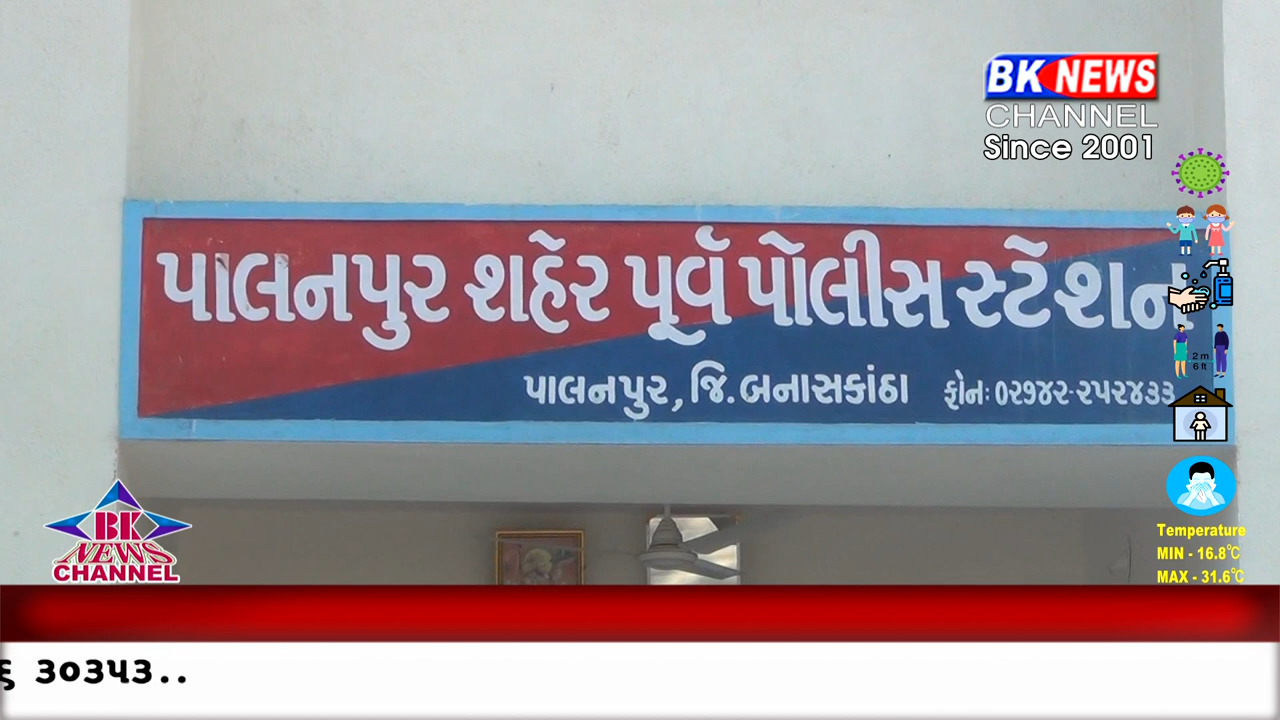 BK NEWS
CHANNEL
Since 2001
પાલનપુર શહેર પૂર્વ પોલીસ સ્ટેશન
પાલનપુર, જિ. બનાસકાંઠા ફોનઃ ૦૨૭૪૨-૨૫૨૪૩૩
2 m
6 ft
BK
NEWS
CHANNEL
Temperature
MIN - 16.8℃
MAX - 31.6℃
૩૦૩૫૩..